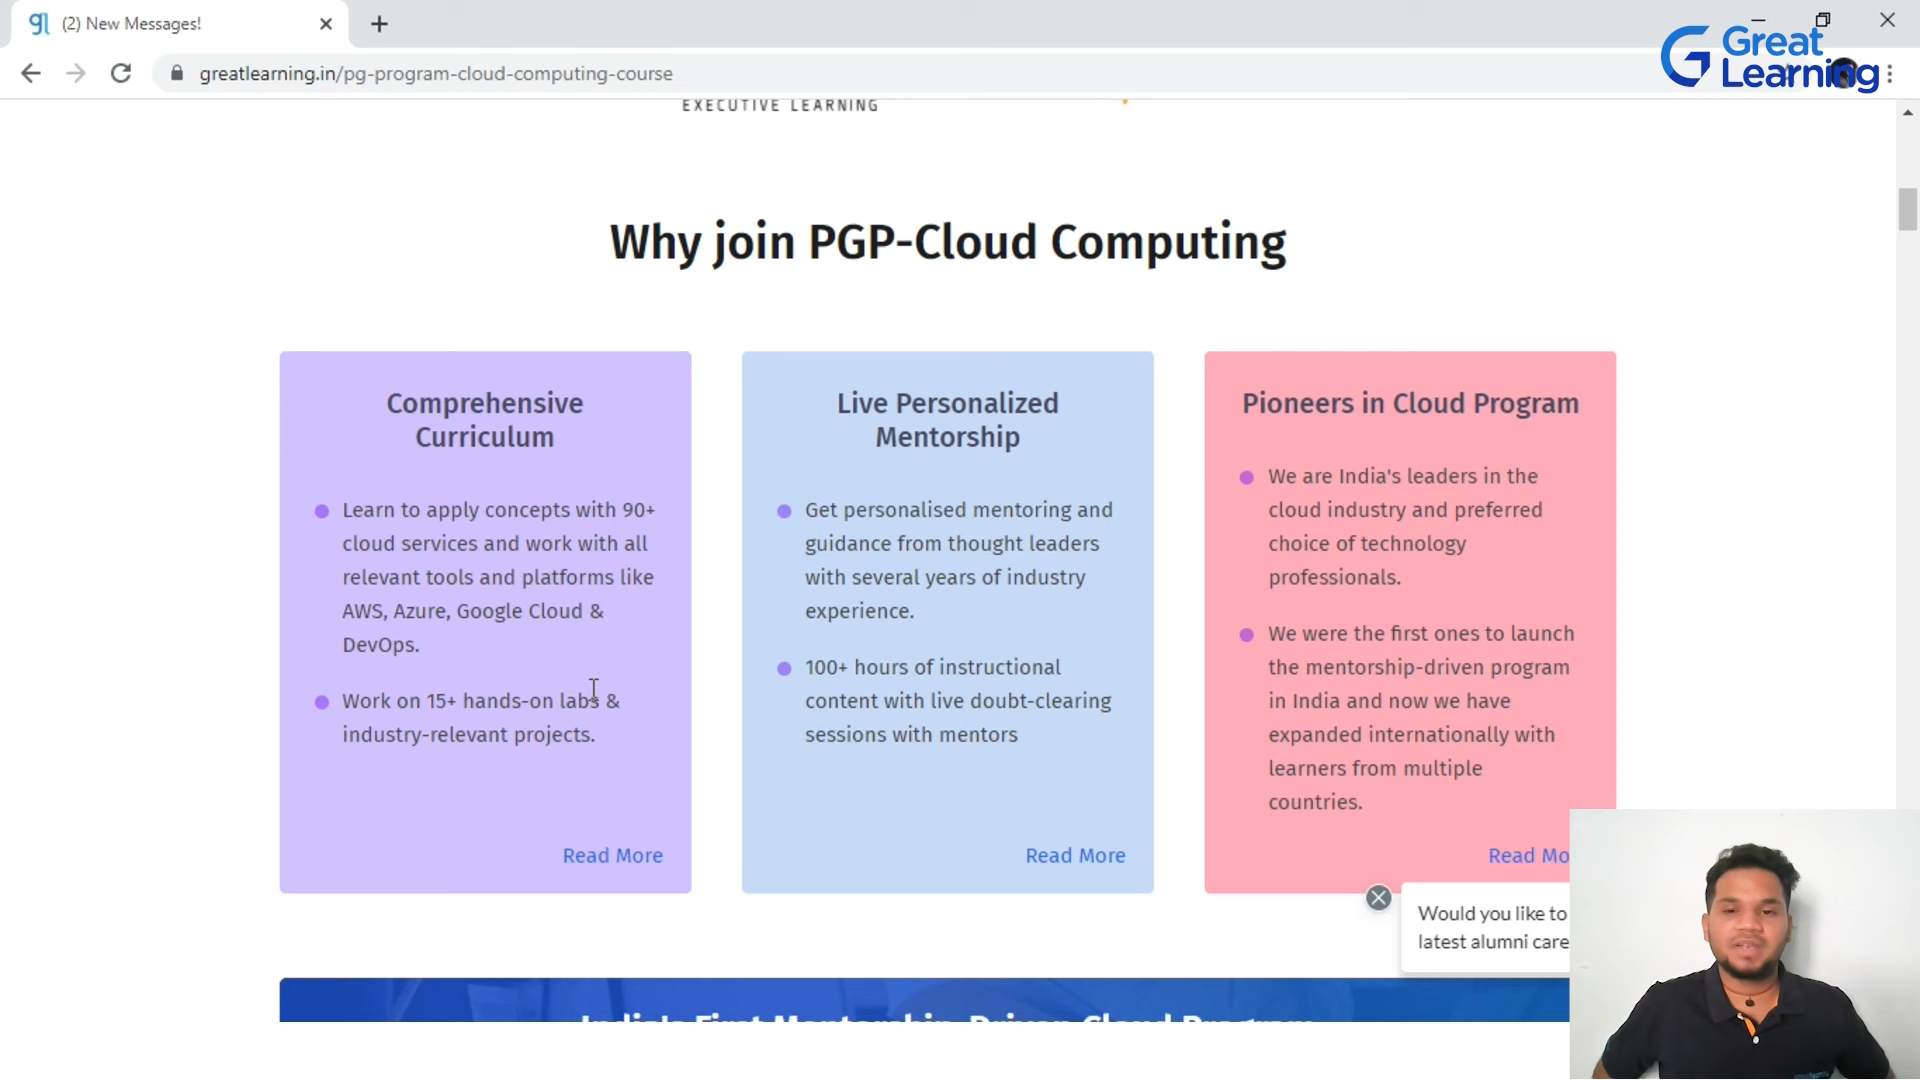 (2) New Messages!
greatlearning.in/pg-program-cloud-computing-course
Great
Learning
EXECUTIVE LEARNING
Why join PGP-Cloud Computing
Comprehensive
Curriculum
Learn to apply concepts with 90+
cloud services and work with all
relevant tools and platforms like
AWS, Azure, Google Cloud &
DevOps.
Work on 15+ hands-on labs &
industry-relevant projects.
Read More
Live Personalized
Mentorship
Get personalised mentoring and
guidance from thought leaders
with several years of industry
experience.
100+ hours of instructional
content with live doubt-clearing
sessions with mentors
Read More
Pioneers in Cloud Program
We are India's leaders in the
cloud industry and preferred
choice of technology
professionals.
We were the first ones to launch
the mentorship-driven program
in India and now we have
expanded internationally with
learners from multiple
countries.
Read Mo
Would you like to
latest alumni care
India's First Mentorship-Driven Cloud Program